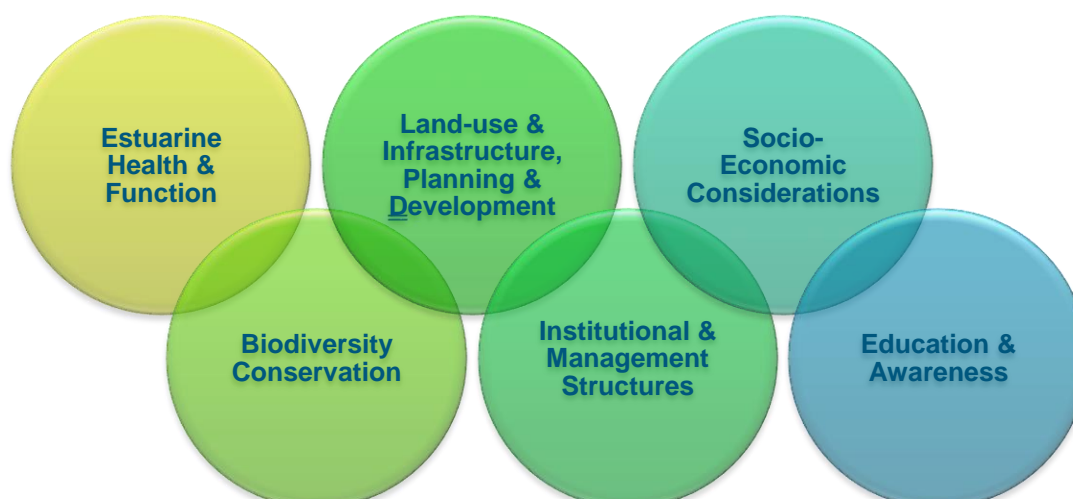 Estuarine
Health &
Function
Land-use &
Infrastructure,
Planning &
Development
Socio-
Economic
Considerations
Biodiversity
Conservation
Institutional &
Management
Structures
Education &
Awareness